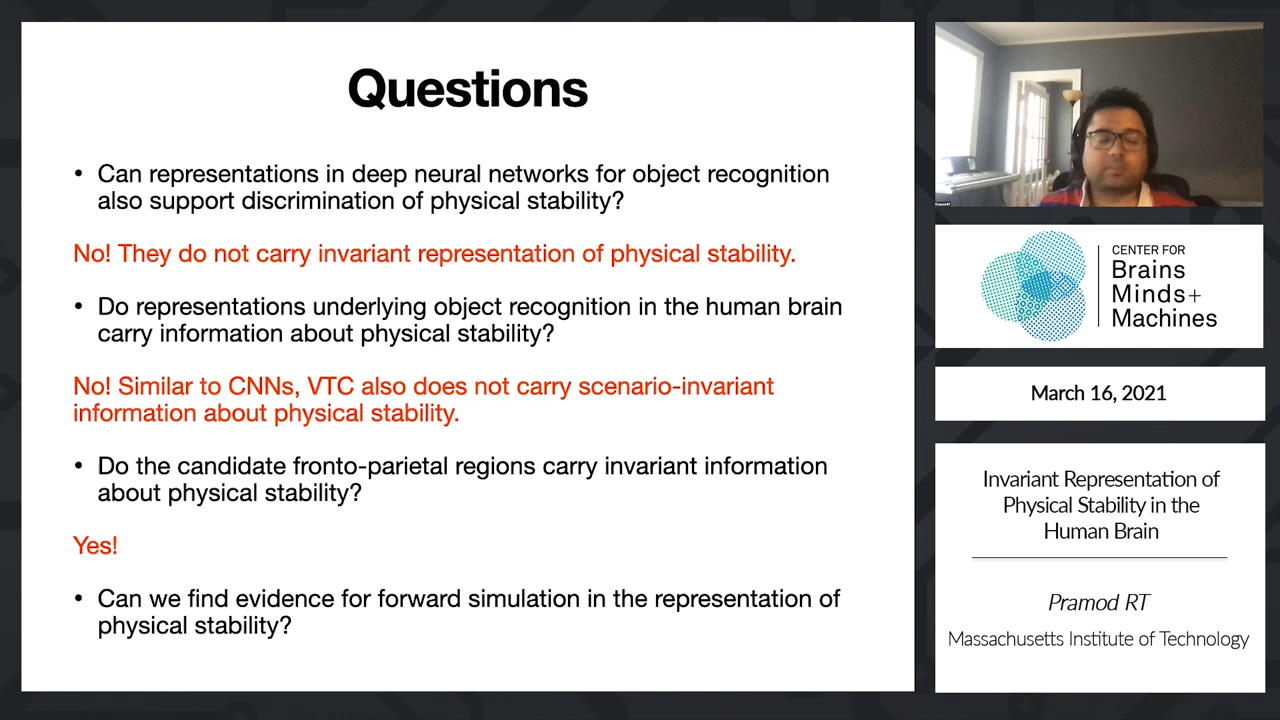 Questions
• Can representations in deep neural networks for object recognition
also support discrimination of physical stability?
No! They do not carry invariant representation of physical stability.
• Do representations underlying object recognition in the human brain
carry information about physical stability?
No! Similar to CNNs, VTC also does not carry scenario-invariant
information about physical stability.
• Do the candidate fronto-parietal regions carry invariant information
about physical stability?
Yes!
• Can we find evidence for forward simulation in the representation of
physical stability?
Pramod RT
CENTER FOR
Brains
Minds+
Machines
March 16, 2021
Invariant Representation of
Physical Stability in the
Human Brain
Pramod RT
Massachusetts Institute of Technology